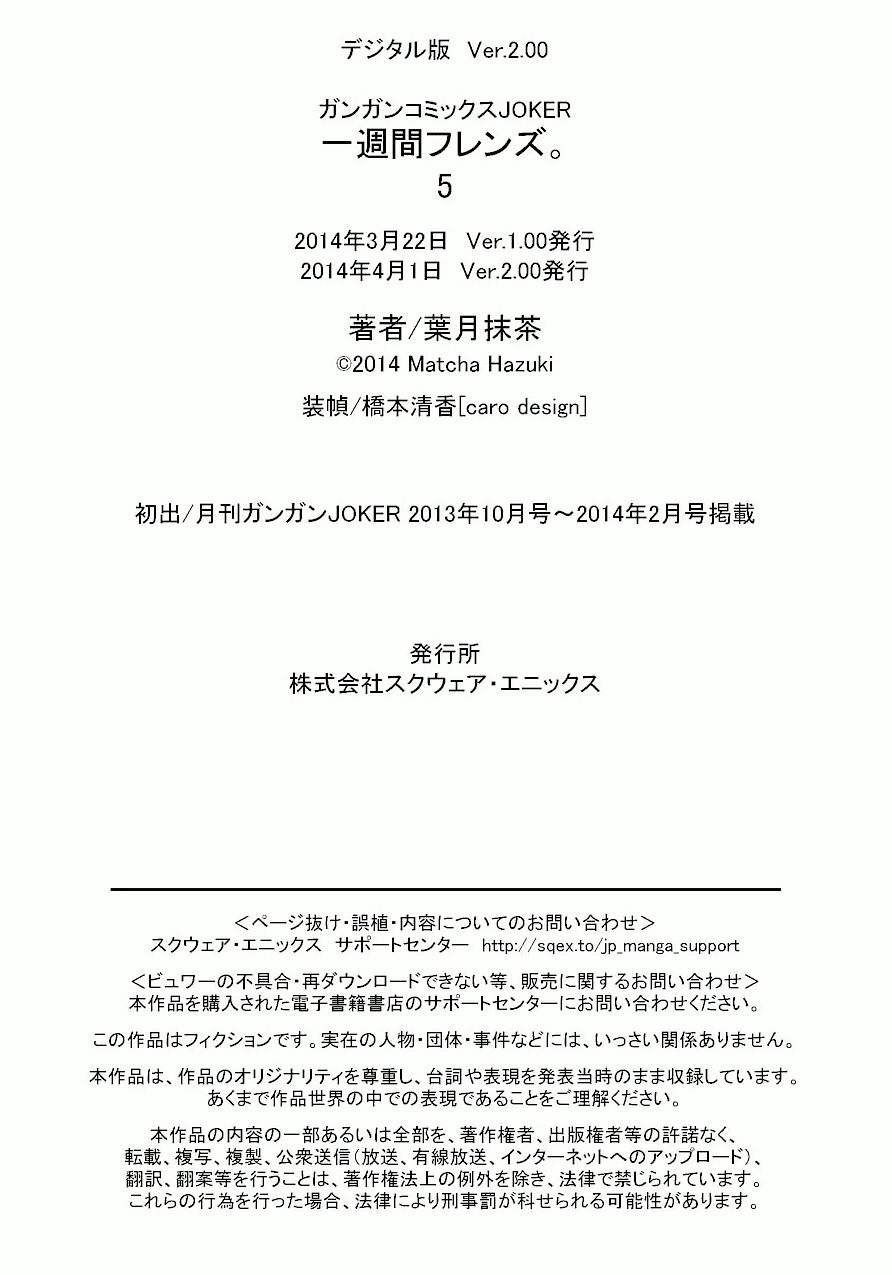 デジタル版 Ver.2.00
ガンガンコミックスJOKER
一週間フレンズ。
5
2014年3月22日 Ver.1.00発行
2014年4月1日 Ver.2.00発行
著者/葉月抹茶
©2014 Matcha Hazuki
装幀/橋本清香[caro design]
初出/月刊ガンガンJOKER 2013年10月号～2014年2月号掲載
発行所
株式会社スクウェア・エニックス
＜ページ抜け・誤植・内容についてのお問い合わせ＞
スクウェア・エニックス サポートセンター http://sqex.to/jp_manga_support
＜ビュワーの不具合・再ダウンロードできない等、販売に関するお問い合わせ＞
本作品を購入された電子書籍書店のサポートセンターにお問い合わせください。
この作品はフィクションです。実在の人物・団体・事件などには、いっさい関係ありません。
本作品は、作品のオリジナリティを尊重し、台詞や表現を発表当時のまま収録しています。
あくまで作品世界の中での表現であることをご理解ください。
本作品の内容の一部あるいは全部を、著作権者、出版権者等の許諾なく、
転載、複写、複製、公衆送信（放送、有線放送、インターネットへのアップロード）、
翻訳、翻案等を行うことは、著作権法上の例外を除き、法律で禁じられています。
これらの行為を行った場合、法律により刑事罰が科せられる可能性があります。